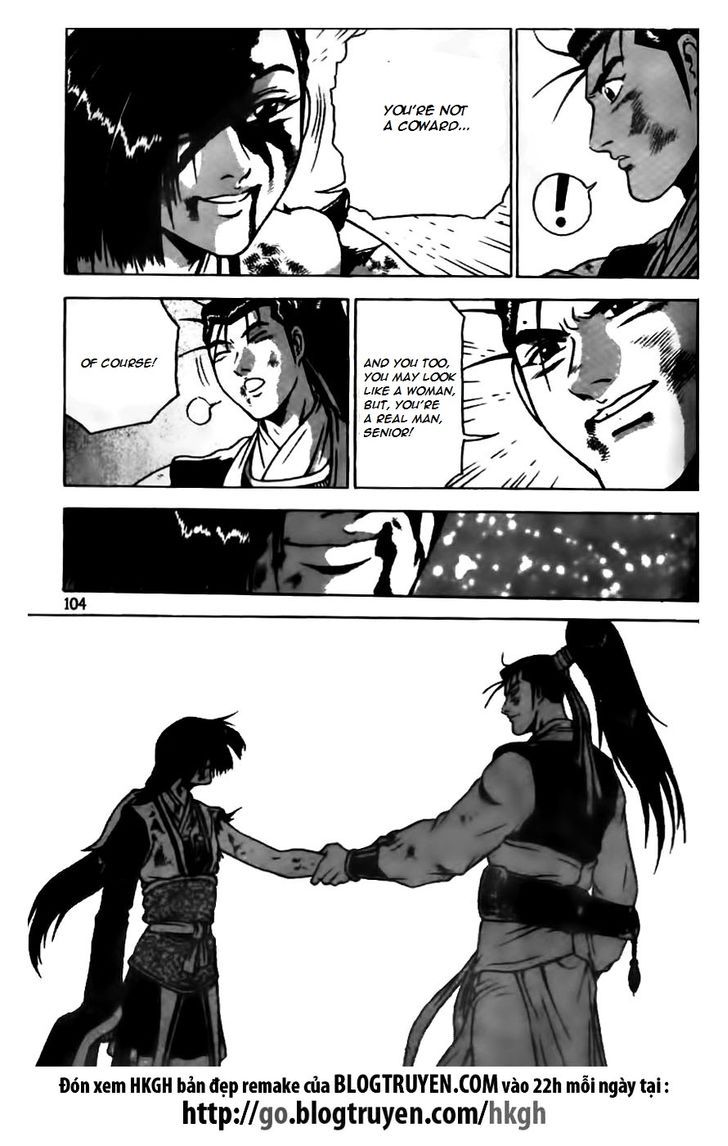 YOU'RE NOT
A COWARD...
!
OF COURSE!
AND YOU TOO,
YOU MAY LOOK
LIKE A WOMAN,
BUT, YOU'RE
A REAL MAN,
SENIOR!
104
Đón xem HKGH bản đẹp remake của BLOGTRUYEN.COM vào 22h mỗi ngày tại :
http://go.blogtruyen.com/hkgh